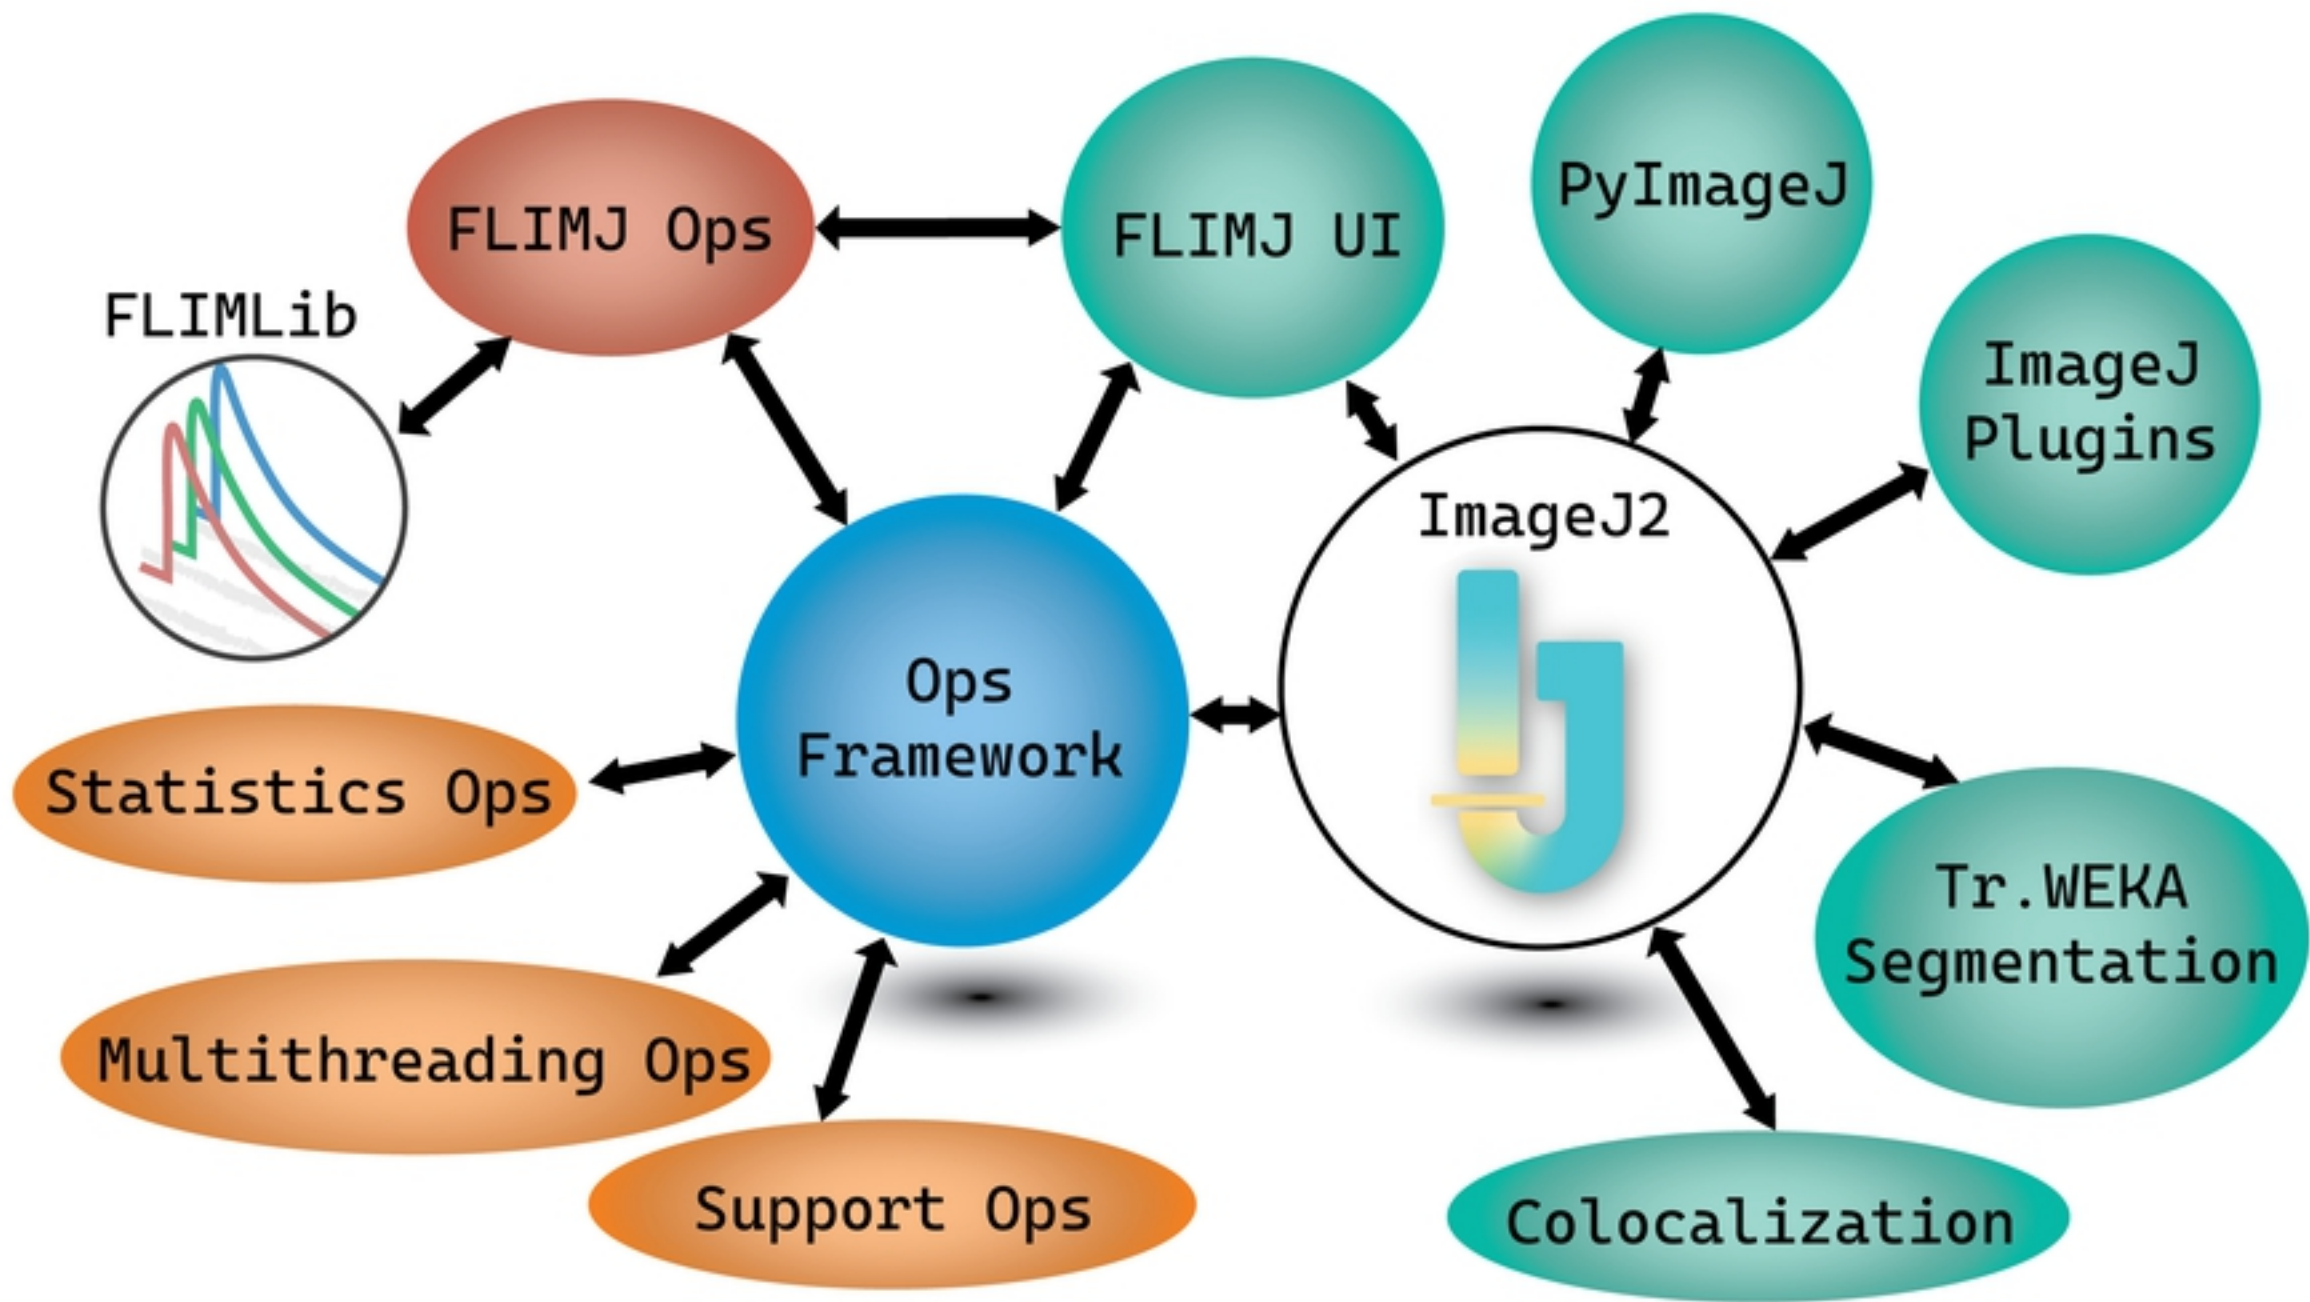 PyImageJ
FLIMJ Ops
FLIMJ UI
FLIMLib
ImageJ
Plugins
ImageJ2
Ops
Framework
Statistics Ops
Tr.WEKA
Segmentation
Multithreading Ops
Support Ops
Colocalization